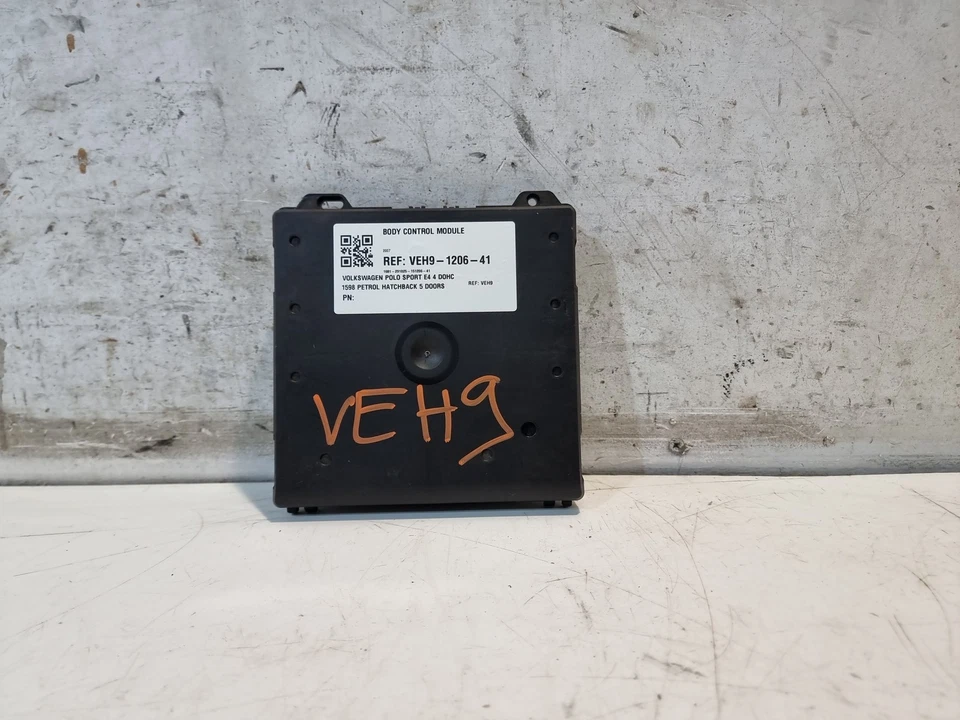 BODY CONTROL MODULE
REF: VEH9-1206-41
VOLKSWAGEN POLO SPORT E4 4 DOHC
1598 PETROL HATCHBACK 5 DOORS REF: VEH9
PN:
VEH9